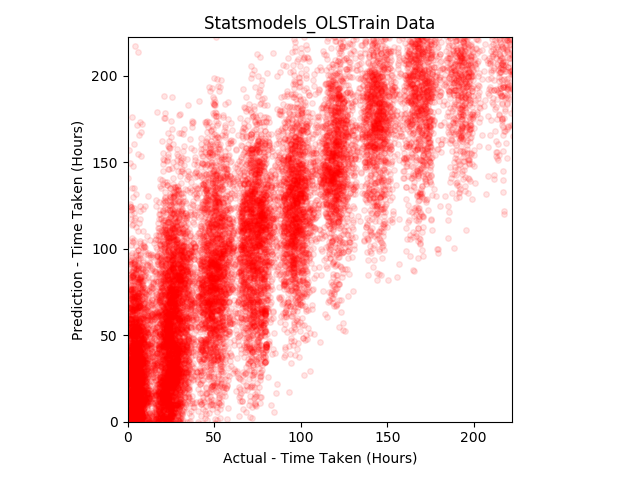 Statsmodels_OLSTrain Data
Prediction - Time Taken (Hours)
200
150
100
50
0
0 50 100 150 200
Actual - Time Taken (Hours)